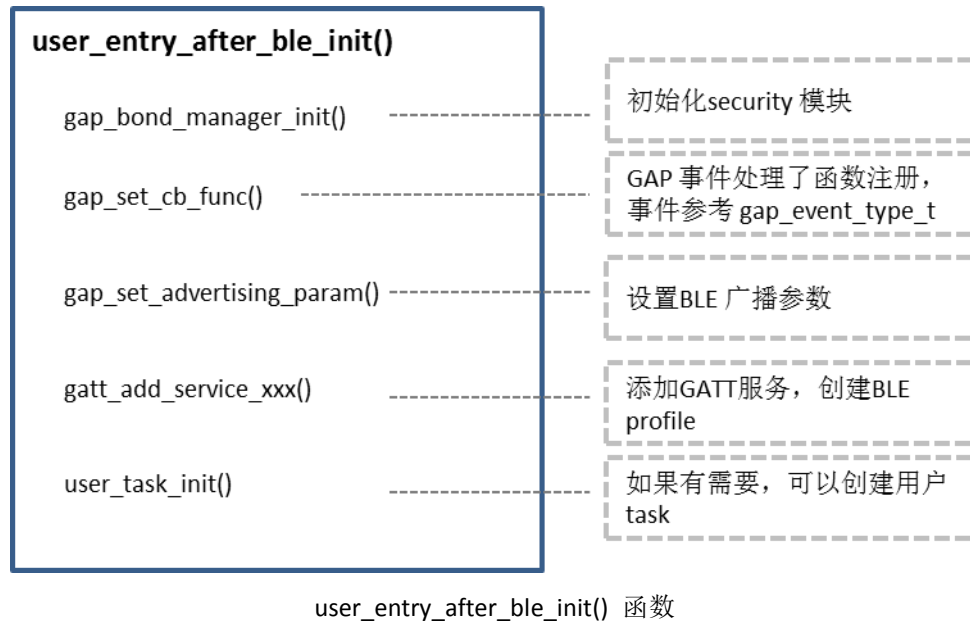 user_entry_after_ble_init()
gap_bond_manager_init()
初始化security 模块
gap_set_cb_func()
GAP 事件处理了函数注册，
事件参考 gap_event_type_t
gap_set_advertising_param()
设置BLE 广播参数
gatt_add_service_xxx()
添加GATT服务，创建BLE
profile
user_task_init()
如果有需要，可以创建用户
task
user_entry_after_ble_init() 函数